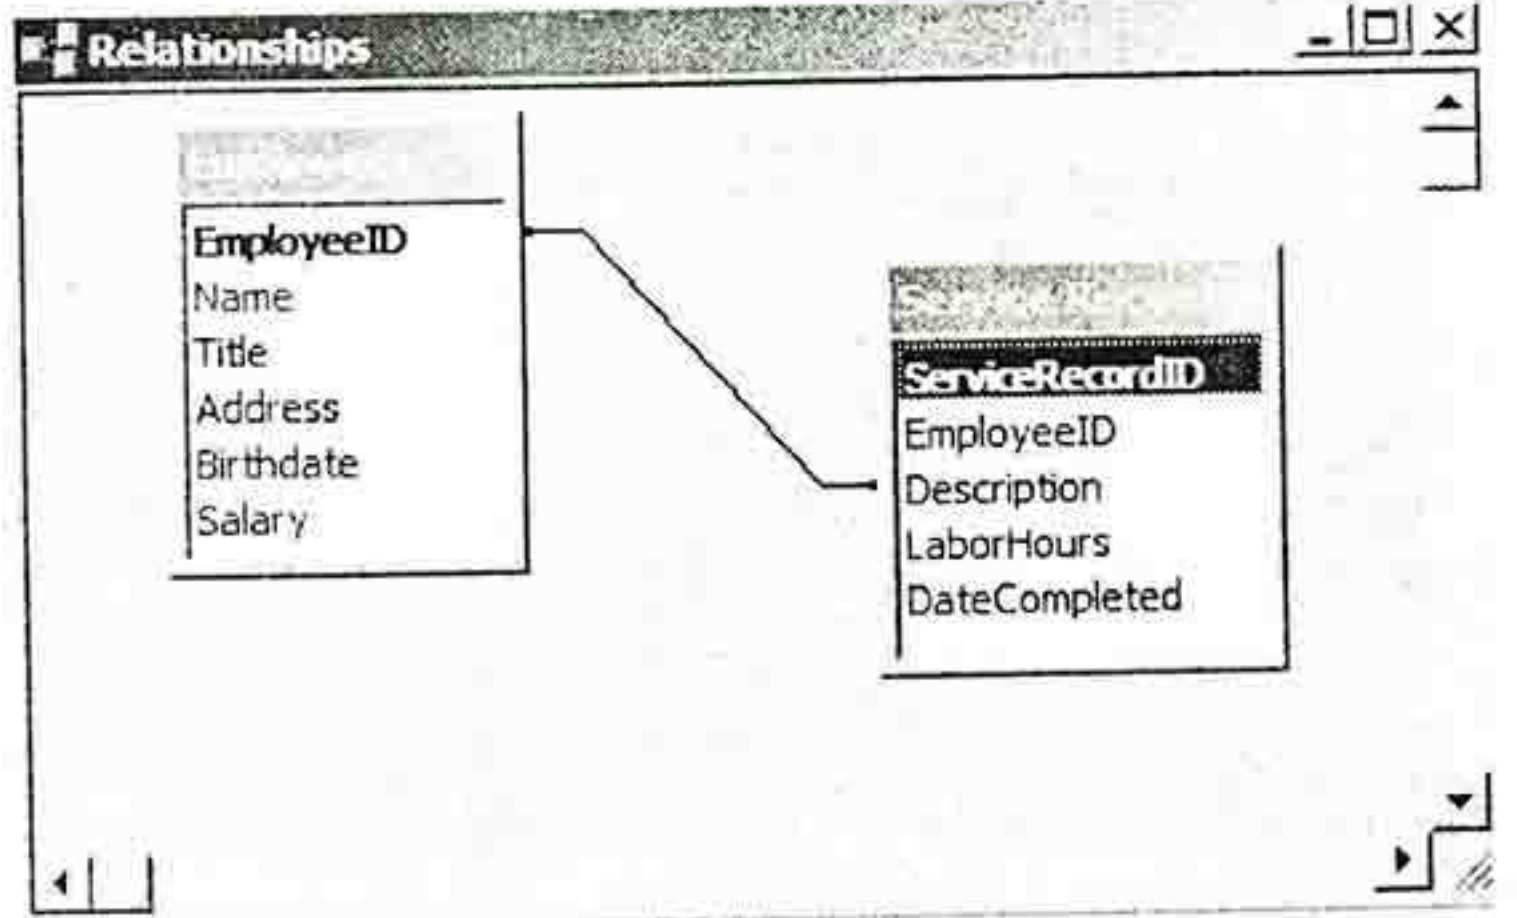 Relationships
EmployeeID
Name
Title
Address
Birthdate
Salary
ServiceRecordID
EmployeeID
Description
LaborHours
DateCompleted